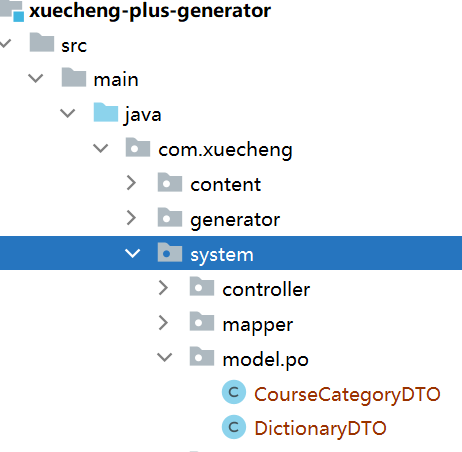 xuecheng-plus-generator
src
main
java
com.xuecheng
content
generator
system
controller
mapper
model.po
CourseCategoryDTO
DictionaryDTO